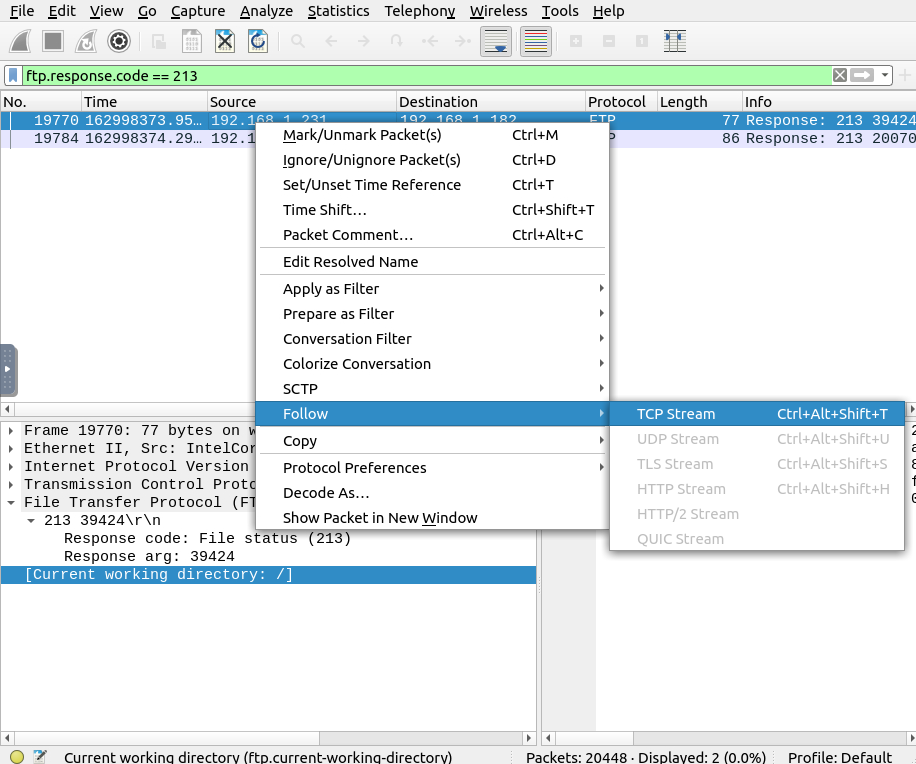 File Edit View Go Capture Analyze Statistics Telephony Wireless Tools Help
ftp.response.code == 213
No. Time Source Destination Protocol Length Info
19770 162998373.95… 192.168.1.231 192.168.1.182 FTP 77 Response: 213 39424
19784 162998374.29… 192.1 86 Response: 213 20070
Mark/Unmark Packet(s) Ctrl+M
Ignore/Unignore Packet(s) Ctrl+D
Set/Unset Time Reference Ctrl+T
Time Shift… Ctrl+Shift+T
Packet Comment… Ctrl+Alt+C
Edit Resolved Name
Apply as Filter
Prepare as Filter
Conversation Filter
Colorize Conversation
SCTP
Follow
Copy
Protocol Preferences
Decode As…
Show Packet in New Window
TCP Stream Ctrl+Alt+Shift+T
UDP Stream Ctrl+Alt+Shift+U
TLS Stream Ctrl+Alt+Shift+S
HTTP Stream Ctrl+Alt+Shift+H
HTTP/2 Stream
QUIC Stream
Frame 19770: 77 bytes on w
Ethernet II, Src: IntelCor
Internet Protocol Version
Transmission Control Proto
File Transfer Protocol (FT
213 39424\r\n
Response code: File status (213)
Response arg: 39424
[Current working directory: /]
Current working directory (ftp.current-working-directory) Packets: 20448 · Displayed: 2 (0.0%) Profile: Default